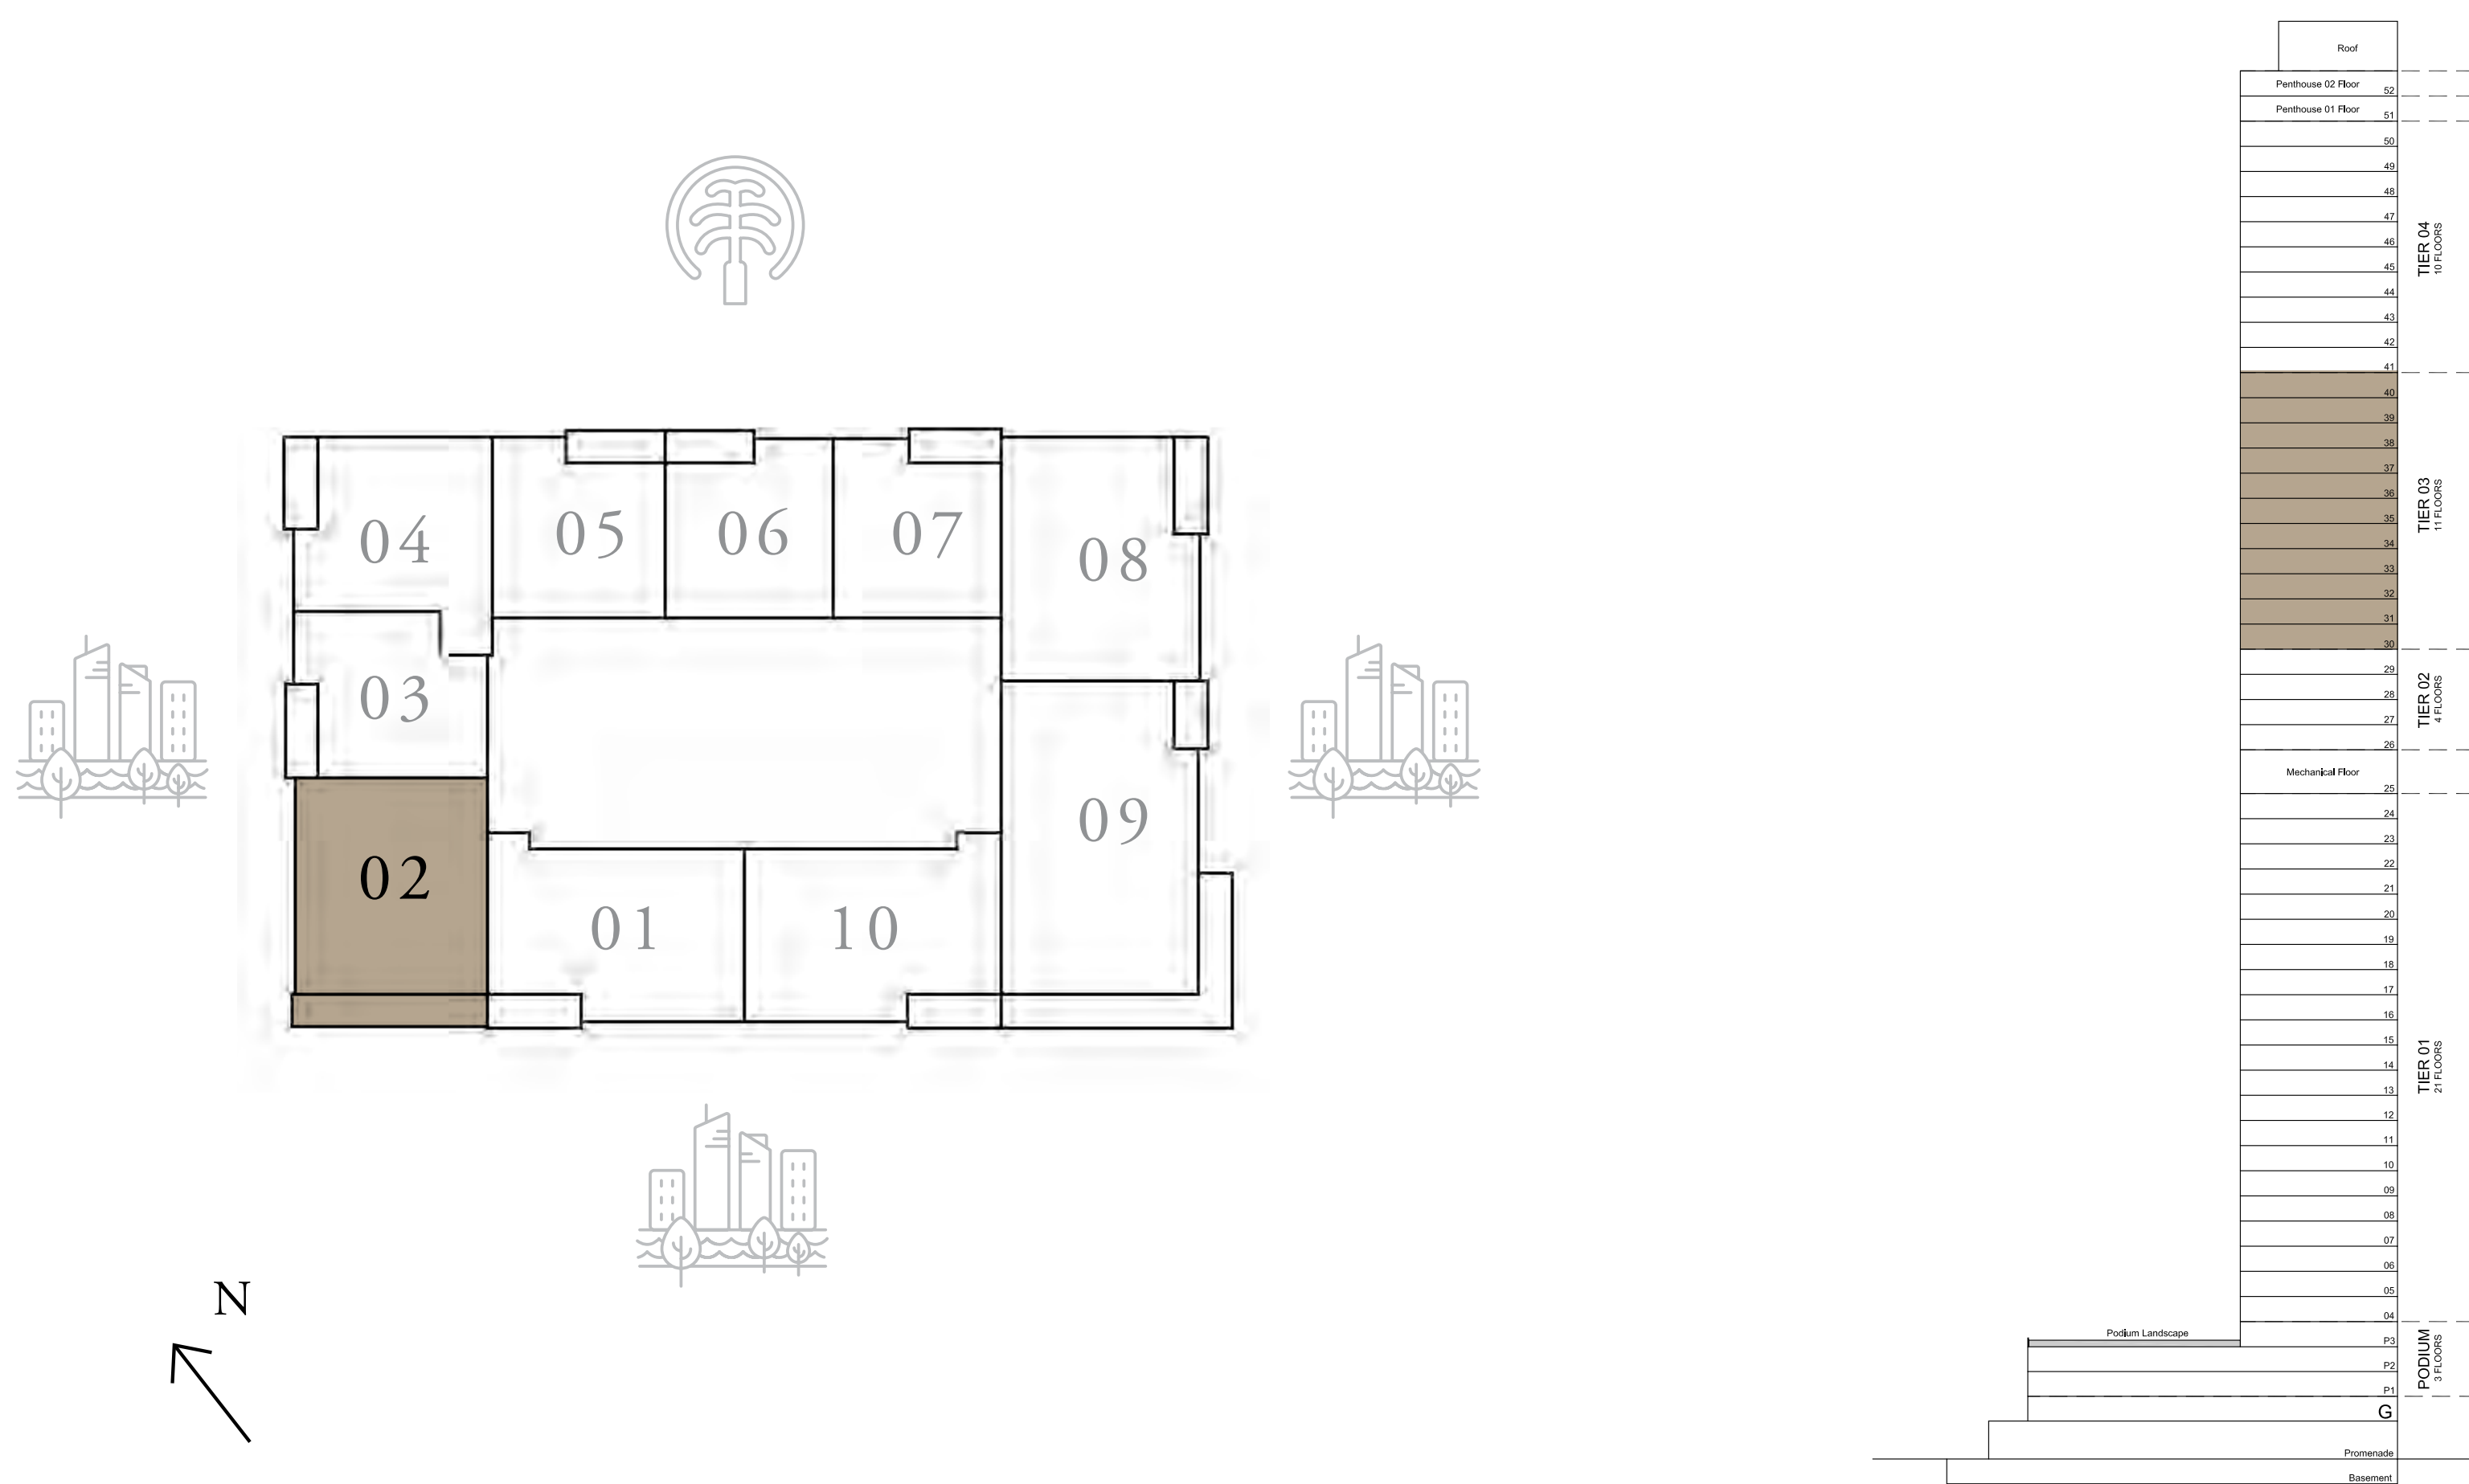 04
05
06
07
08
03
09
02
01
10
N
Roof
Penthouse 02 Floor 52
Penthouse 01 Floor 51
50
49
48
47
46
45
44
43
42
41
TIER 04
10 FLOORS
40
39
38
37
36
35
34
33
32
31
30
TIER 03
11 FLOORS
29
28
27
26
TIER 02
4 FLOORS
Mechanical Floor
25
24
23
22
21
20
19
18
17
16
15
14
13
12
11
10
09
08
07
06
05
04
TIER 01
21 FLOORS
Podium Landscape
P3
P2
P1
PODIUM
3 FLOORS
G
Promenade
Basement